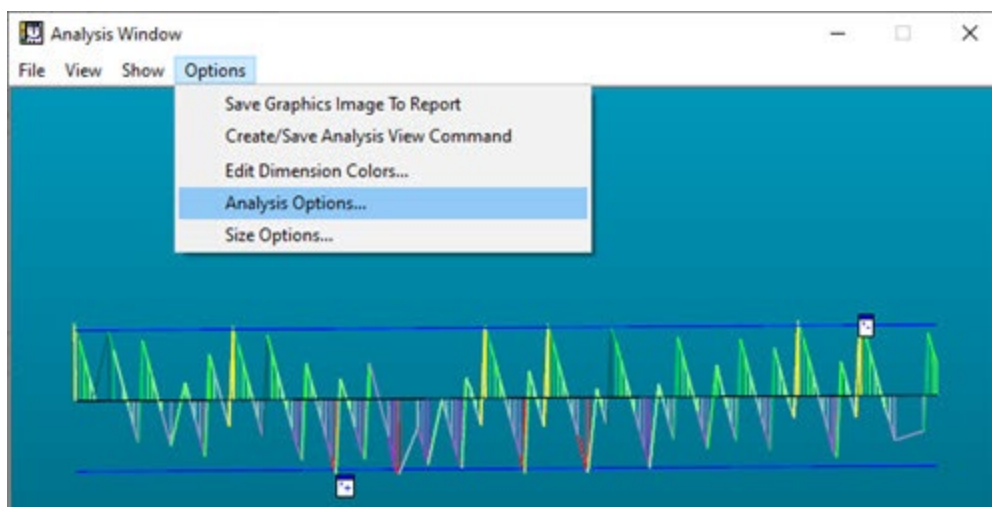 Analysis Window
File View Show Options
Save Graphics Image To Report
Create/Save Analysis View Command
Edit Dimension Colors...
Analysis Options...
Size Options...